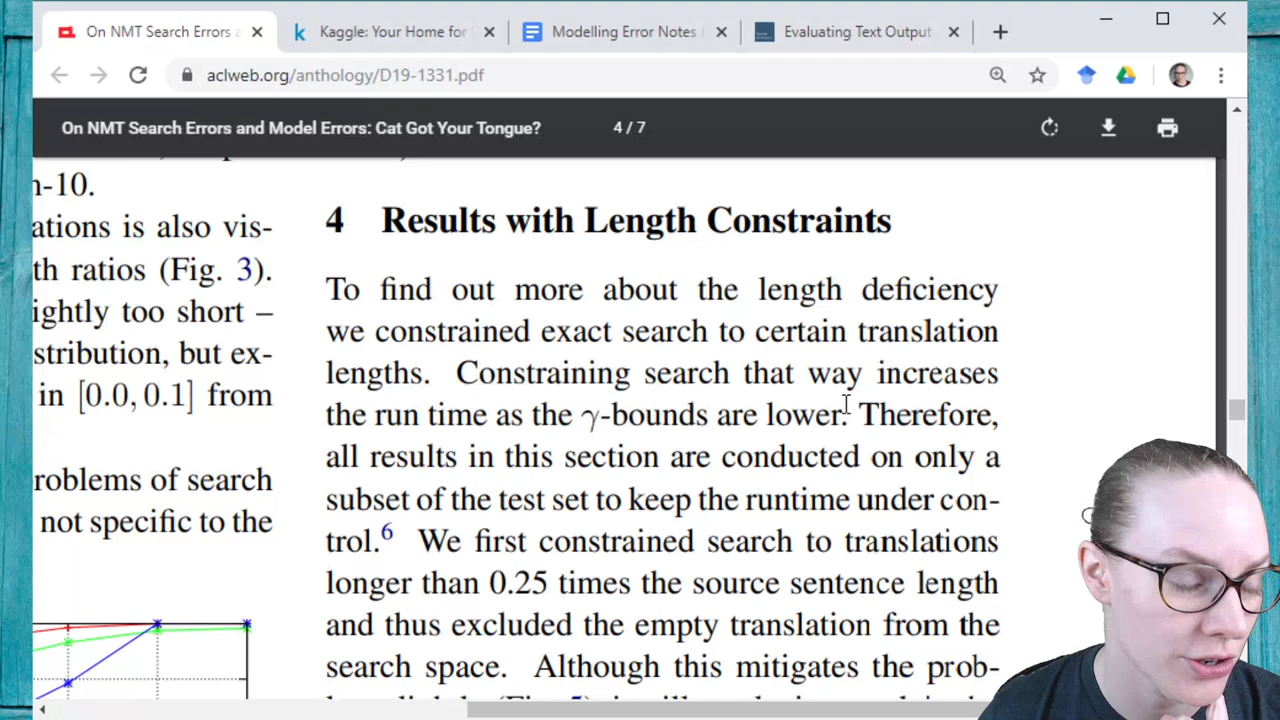 On NMT Search Errors a
Kaggle: Your Home for
Modelling Error Notes
Evaluating Text Output
aclweb.org/anthology/D19-1331.pdf
On NMT Search Errors and Model Errors: Cat Got Your Tongue?
4 / 7
n-10.
ations is also vis-
th ratios (Fig. 3).
ightly too short –
stribution, but ex-
in [0.0, 0.1] from
roblems of search
not specific to the
4 Results with Length Constraints
To find out more about the length deficiency
we constrained exact search to certain translation
lengths. Constraining search that way increases
the run time as the γ-bounds are lower. Therefore,
all results in this section are conducted on only a
subset of the test set to keep the runtime under con-
trol.6 We first constrained search to translations
longer than 0.25 times the source sentence length
and thus excluded the empty translation from the
search space. Although this mitigates the prob-